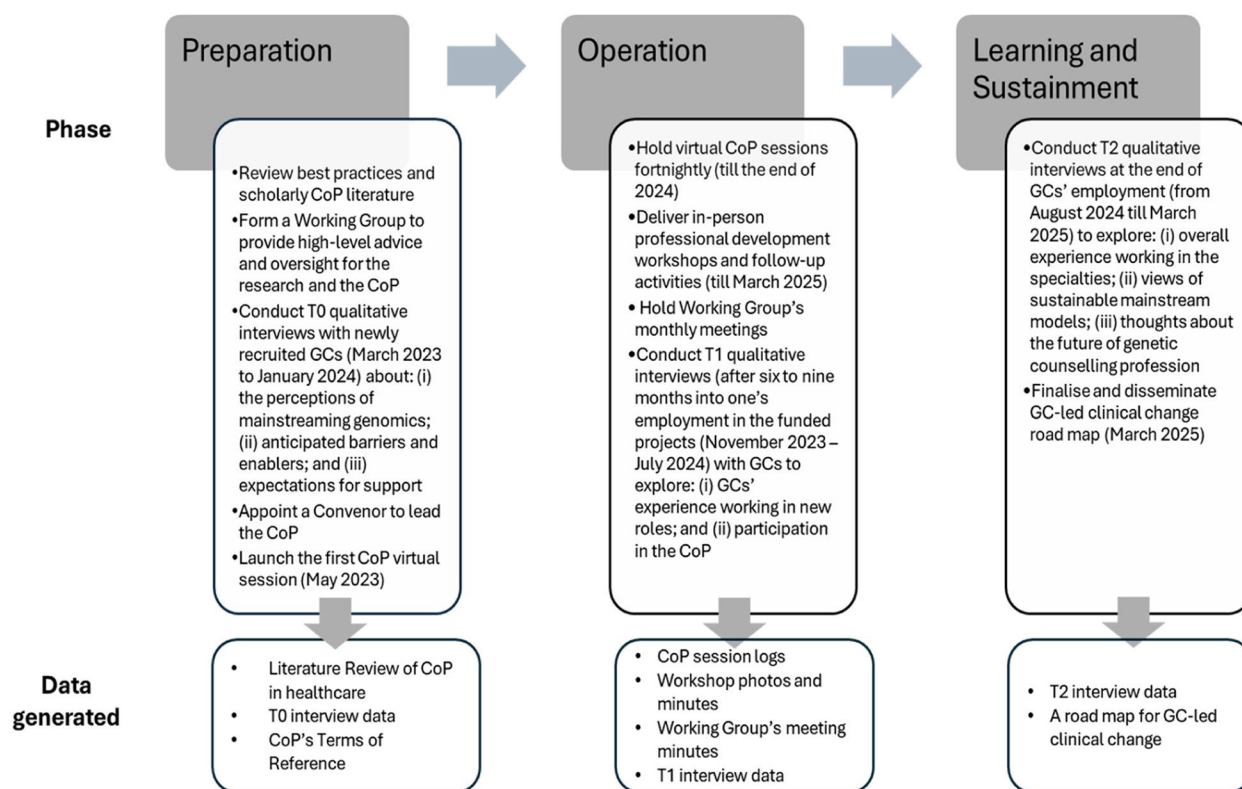 Preparation
Operation
Learning and
Sustainment
Phase
•Review best practices and
scholarly CoP literature
•Form a Working Group to
provide high-level advice
and oversight for the
research and the CoP
•Conduct T0 qualitative
interviews with newly
recruited GCs (March 2023
to January 2024) about: (i)
the perceptions of
mainstreaming genomics;
(ii) anticipated barriers and
enablers; and (iii)
expectations for support
•Appoint a Convenor to lead
the CoP
•Launch the first CoP virtual
session (May 2023)
•Hold virtual CoP sessions
fortnightly (till the end of
2024)
•Deliver in-person
professional development
workshops and follow-up
activities (till March 2025)
• Hold Working Group's
monthly meetings
•Conduct T1 qualitative
interviews (after six to nine
months into one's
employment in the funded
projects (November 2023 –
July 2024) with GCs to
explore: (i) GCs'
experience working in new
roles; and (ii) participation
in the CoP
•Conduct T2 qualitative
interviews at the end of
GCs' employment (from
August 2024 till March
2025) to explore: (i) overall
experience working in the
specialties; (ii) views of
sustainable mainstream
models; (iii) thoughts about
the future of genetic
counselling profession
•Finalise and disseminate
GC-led clinical change
road map (March 2025)
Data
generated
• Literature Review of CoP
in healthcare
• T0 interview data
• CoP's Terms of
Reference
• CoP session logs
• Workshop photos and
minutes
• Working Group's meeting
minutes
• T1 interview data
• T2 interview data
• A road map for GC-led
clinical change